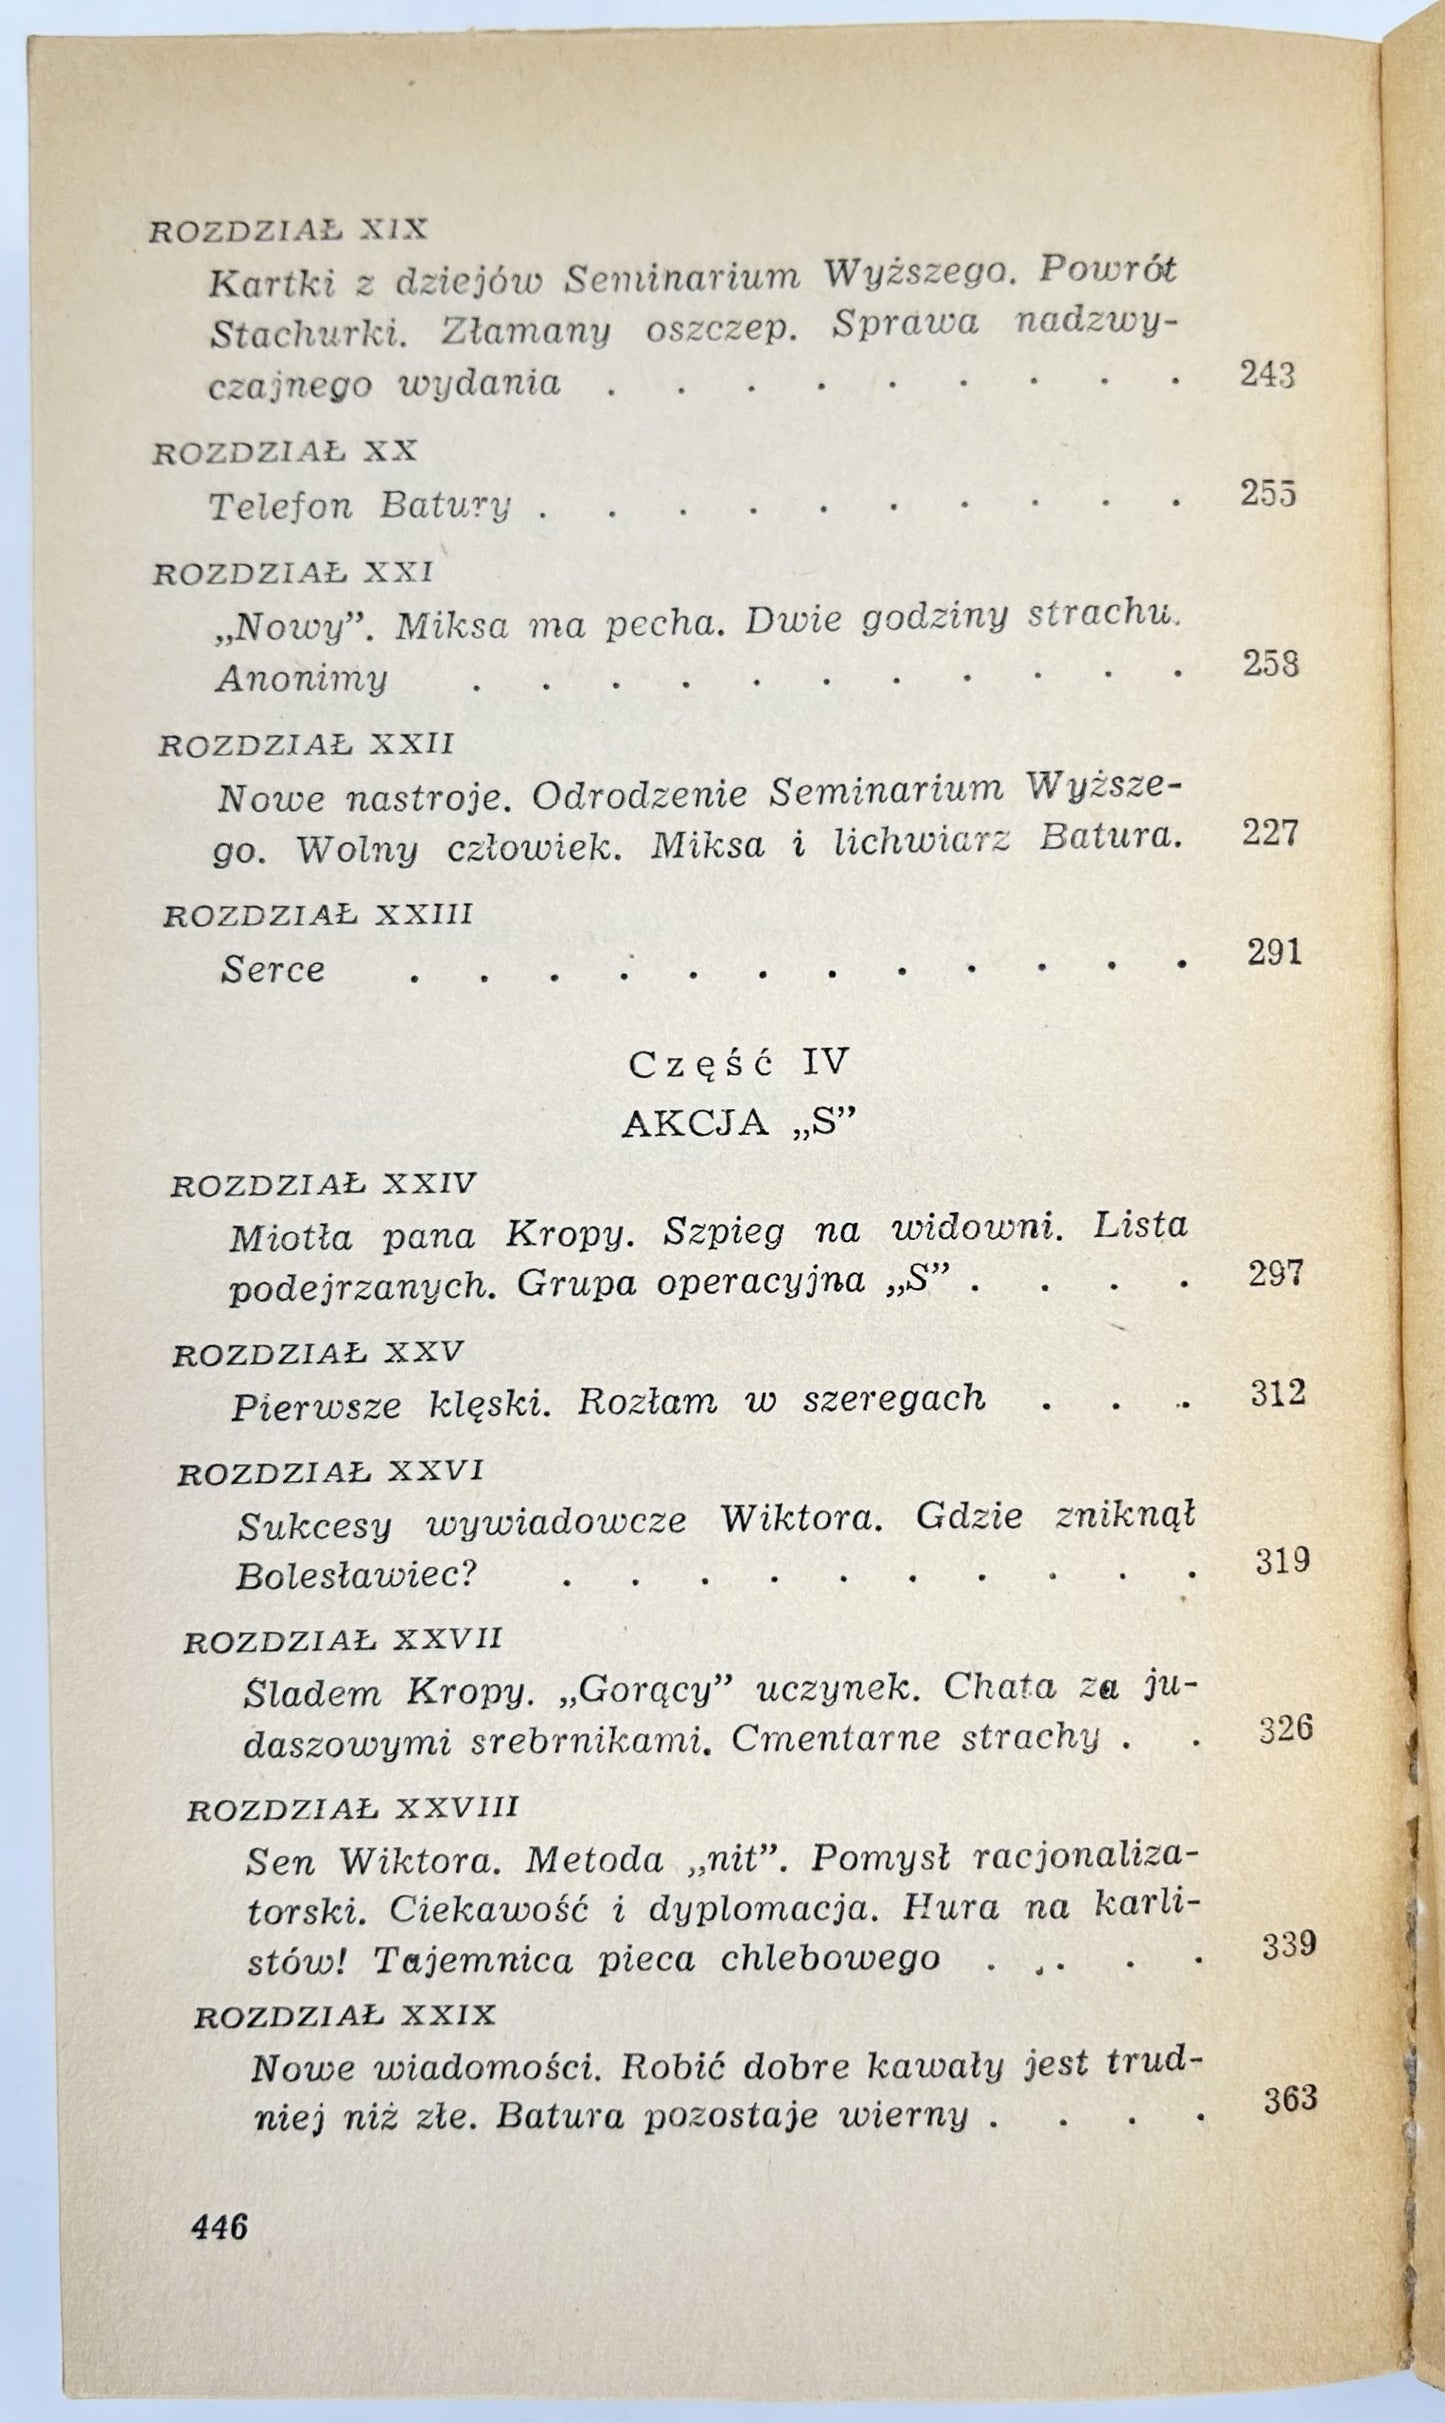 ROZDZIAŁ XIX
Kartki z dziejów Seminarium Wyższego. Powrót
Stachurki. Złamany oszczep. Sprawa nadzwy-
czajnego wydania . . . . . . . . . 243
ROZDZIAŁ XX
Telefon Batury . . . . . . . . . . 255
ROZDZIAŁ XXI
„Nowy”. Miksa ma pecha. Dwie godziny strachu.
Anonimy . . . . . . . . . . . 258
ROZDZIAŁ XXII
Nowe nastroje. Odrodzenie Seminarium Wyższe-
go. Wolny człowiek. Miksa i lichwiarz Batura. 227
ROZDZIAŁ XXIII
Serce . . . . . . . . . . . . 291
Część IV
AKCJA „S”
ROZDZIAŁ XXIV
Miotła pana Kropy. Szpieg na widowni. Lista
podejrzanych. Grupa operacyjna „S” . . . . 297
ROZDZIAŁ XXV
Pierwsze klęski. Rozłam w szeregach . . . 312
ROZDZIAŁ XXVI
Sukcesy wywiadowcze Wiktora. Gdzie zniknął
Bolesławiec? . . . . . . . . . . 319
ROZDZIAŁ XXVII
Śladem Kropy. „Gorący” uczynek. Chata za ju-
daszowymi srebrnikami. Cmentarne strachy . . 326
ROZDZIAŁ XXVIII
Sen Wiktora. Metoda „nit”. Pomysł racjonaliza-
torski. Ciekawość i dyplomacja. Hura na karli-
stów! Tajemnica pieca chlebowego . . . . 339
ROZDZIAŁ XXIX
Nowe wiadomości. Robić dobre kawały jest trud-
niej niż złe. Batura pozostaje wierny . . . . 363
446